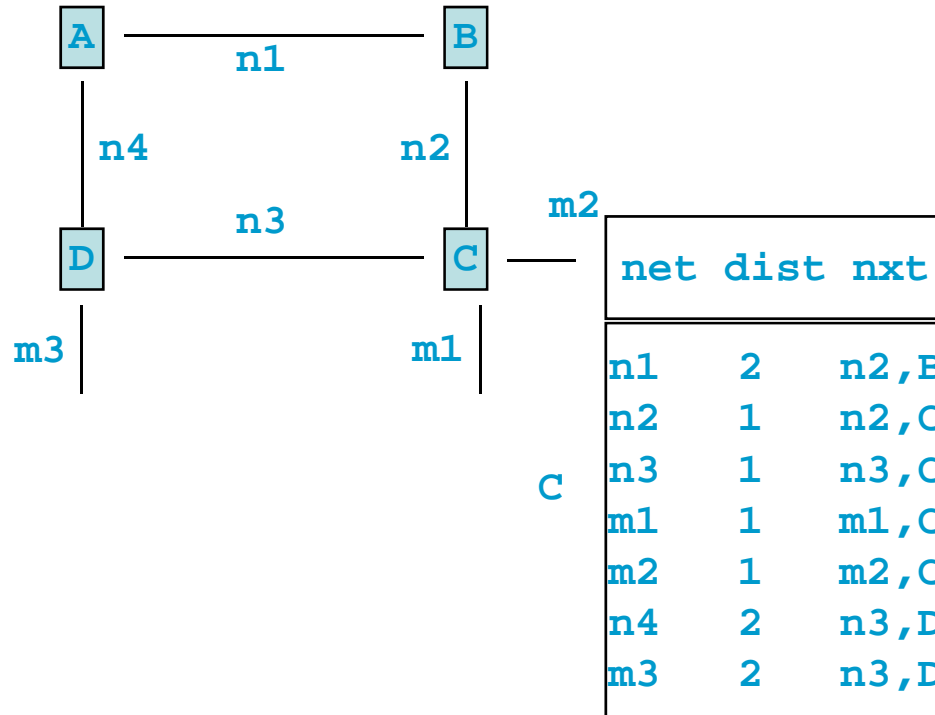 A B
n1
n4 n2
m2
n3
D C
net dist nxt
m3 m1
n1 2 n2,B
n2 1 n2,C
n3 1 n3,C
C
m1 1 m1,C
m2 1 m2,C
n4 2 n3,D
m3 2 n3,D